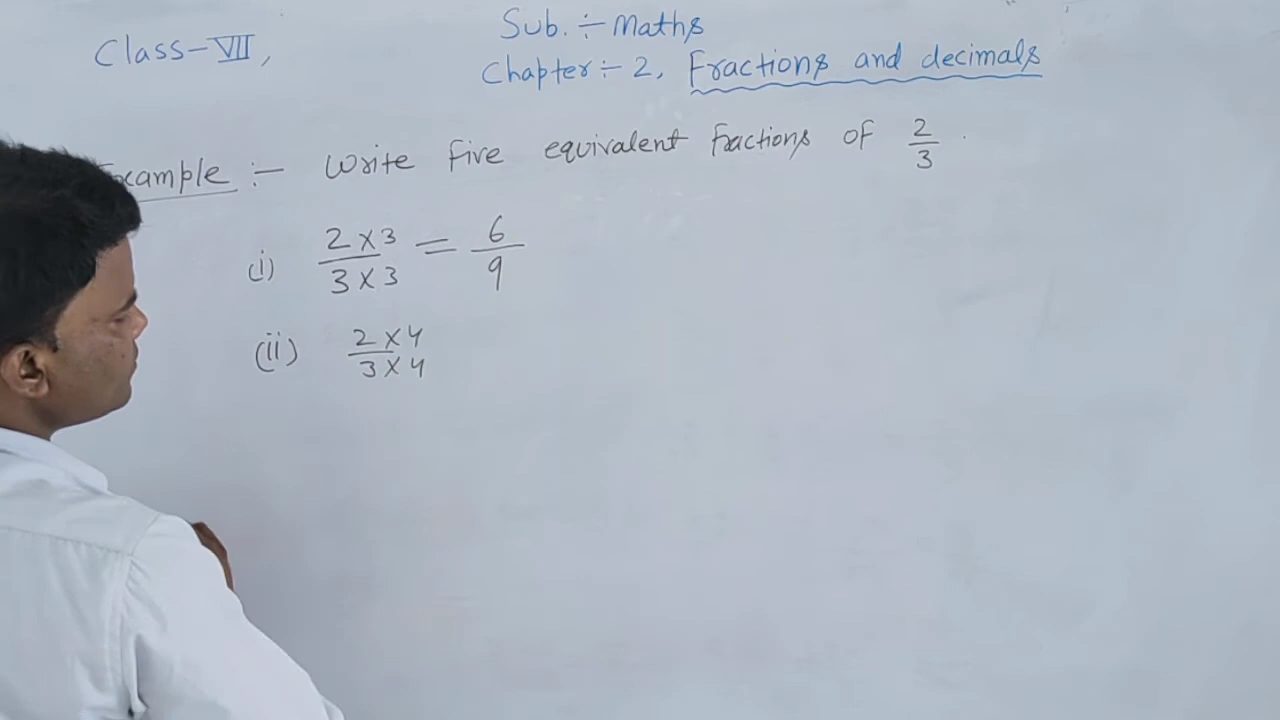 Class-VII,
Sub. :- Maths
Chapter :- 2, Fractions and decimals
Example :- Write five equivalent fractions of 2/3.
(i) 2 x 3 / 3 x 3 = 6/9
(ii) 2 x 4 / 3 x 4